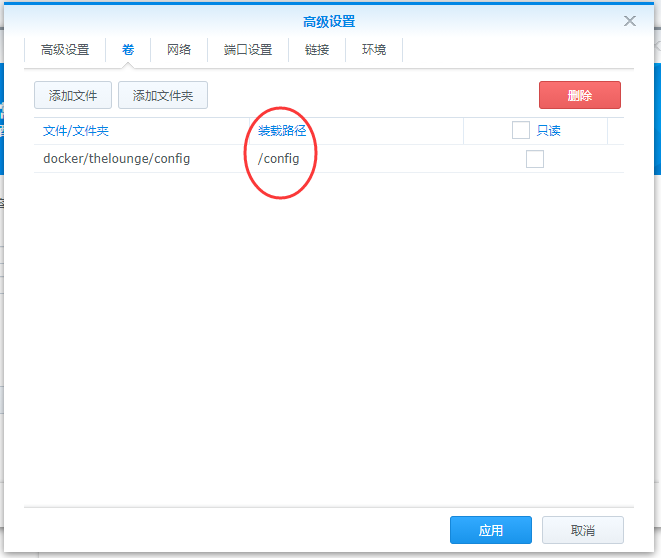 高级设置
高级设置 卷 网络 端口设置 链接 环境
添加文件 添加文件夹 删除
文件/文件夹 装载路径 只读
docker/thelounge/config /config
应用 取消